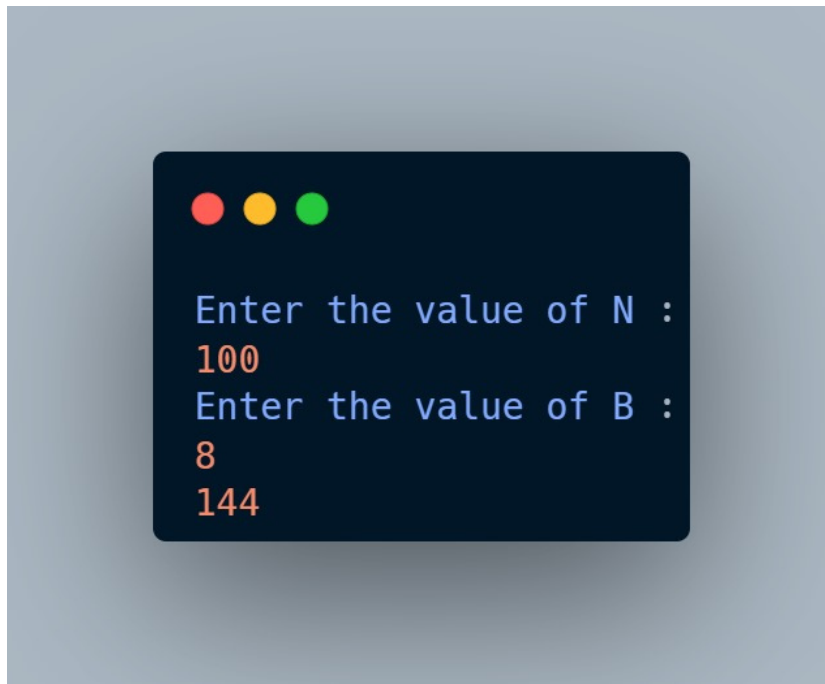 Enter the value of N :
100
Enter the value of B :
8
144